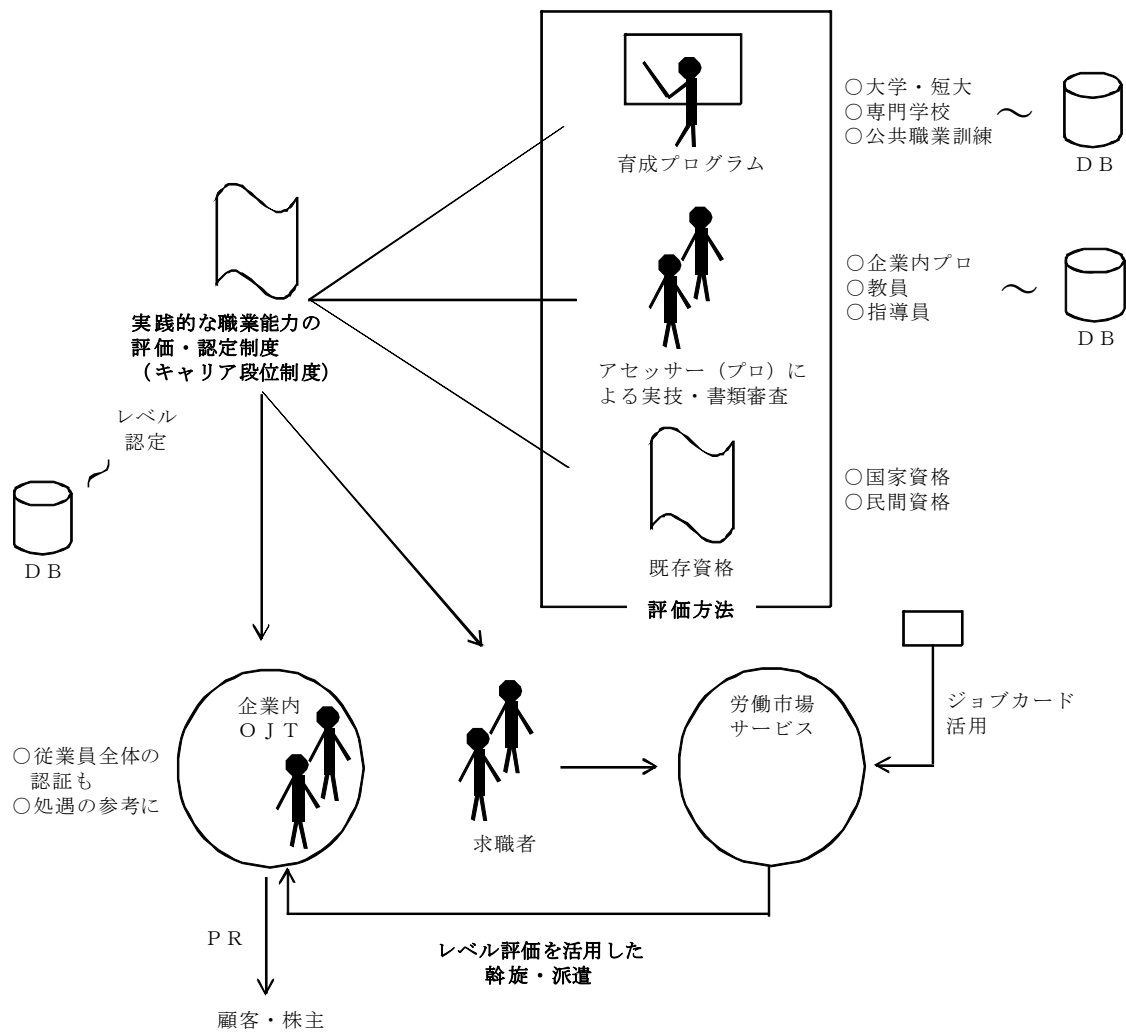 ○大学・短大
○専門学校
○公共職業訓練
ＤＢ
育成プログラム
○企業内プロ
○教員
○指導員
ＤＢ
実践的な職業能力の
評価・認定制度
（キャリア段位制度）
アセッサー（プロ）に
よる実技・書類審査
レベル
認定
ＤＢ
○国家資格
○民間資格
既存資格
評価方法
企業内
ＯＪＴ
労働市場
サービス
ジョブカード
活用
○従業員全体の
認証も
○処遇の参考に
求職者
ＰＲ
レベル評価を活用した
斡旋・派遣
顧客・株主